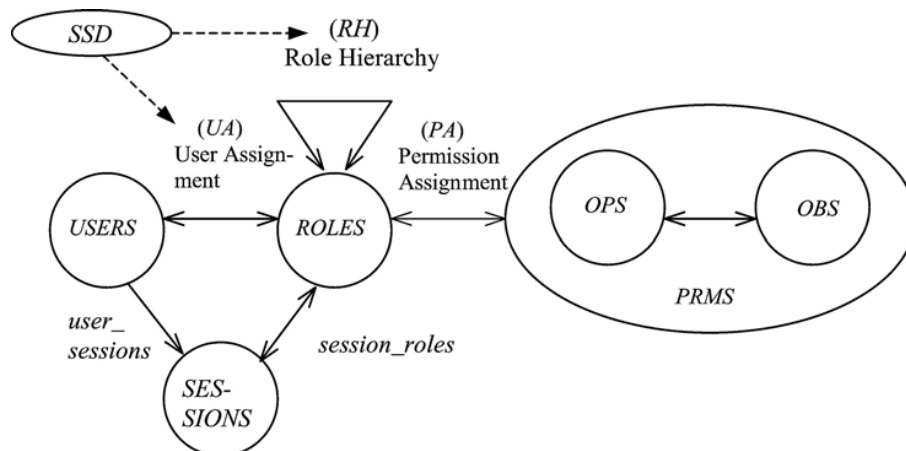 SSD
(RH)
Role Hierarchy
(UA)
User Assign-
ment
(PA)
Permission
Assignment
USERS
ROLES
OPS
OBS
PRMS
user_
sessions
session_roles
SES-
SIONS